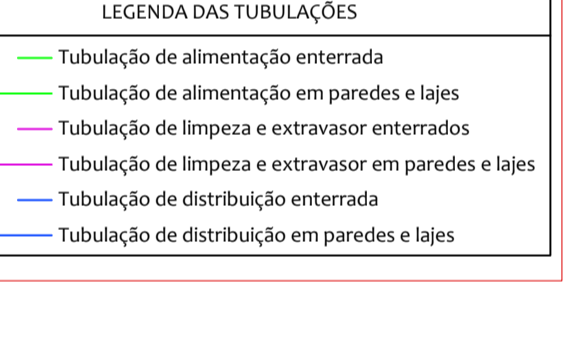 LEGENDA DAS TUBULAÇÕES
Tubulação de alimentação enterrada
Tubulação de alimentação em paredes e lajes
Tubulação de limpeza e extravasor enterrados
Tubulação de limpeza e extravasor em paredes e lajes
Tubulação de distribuição enterrada
Tubulação de distribuição em paredes e lajes